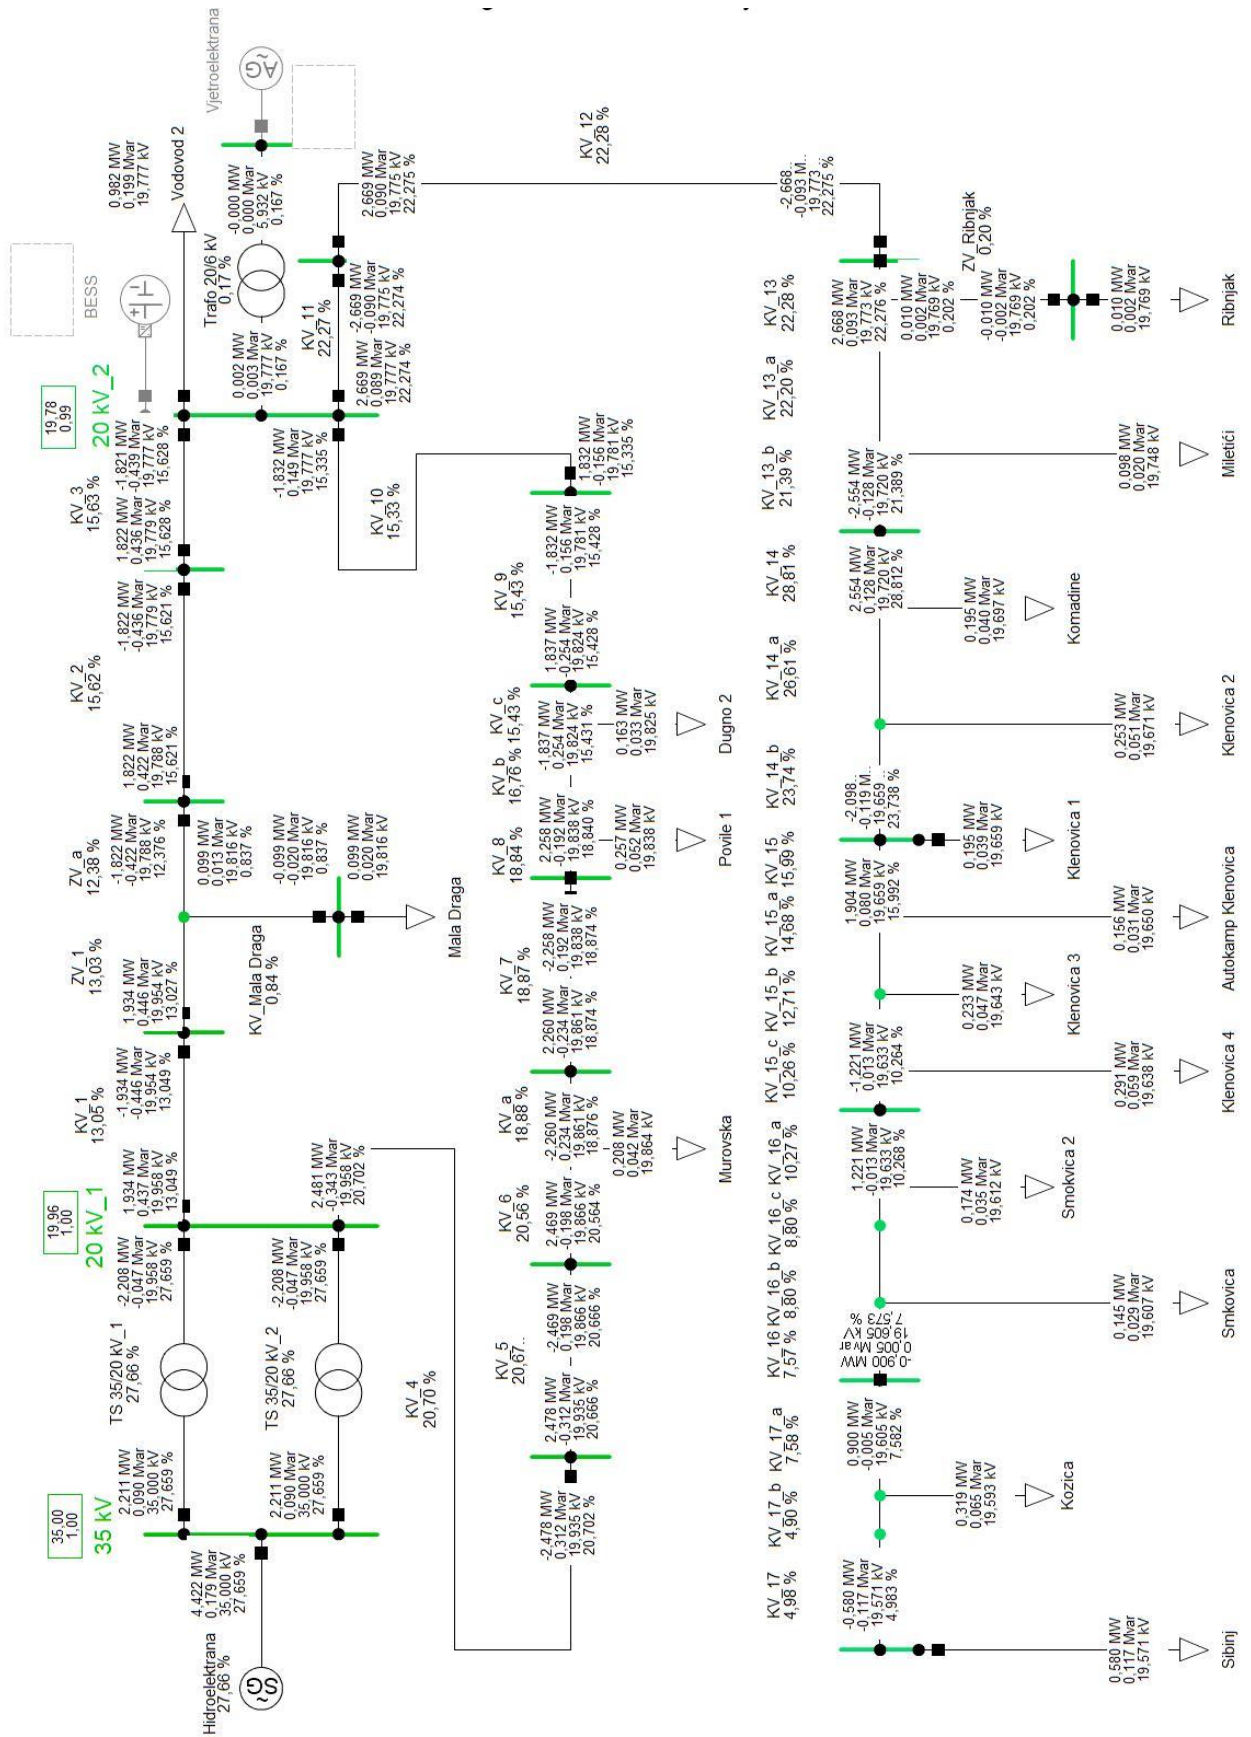 Hidroelektrana
27,66 %
SG~
4,422 MW
0,179 Mvar
35,000 kV
27,659 %
35,00
1,00
35 kV
2,211 MW
0,090 Mvar
35,000 kV
27,659 %
2,211 MW
0,090 Mvar
35,000 kV
27,659 %
TS 35/20 kV_1
27,66 %
TS 35/20 kV_2
27,66 %
-2,208 MW
-0,047 Mvar
19,958 kV
27,659 %
-2,208 MW
-0,047 Mvar
19,958 kV
27,659 %
19,96
1,00
20 kV_1
1,934 MW
0,437 Mvar
19,958 kV
13,049 %
2,481 MW
-0,343 Mvar
19,958 kV
20,702 %
KV_1
13,05 %
-1,934 MW
-0,446 Mvar
19,954 kV
13,049 %
ZV_1
13,03 %
1,934 MW
0,446 Mvar
19,954 kV
13,027 %
KV_Mala Draga
0,84 %
ZV_a
12,38 %
-1,822 MW
-0,422 Mvar
19,788 kV
12,376 %
0,099 MW
0,013 Mvar
19,816 kV
0,837 %
-0,099 MW
-0,020 Mvar
19,816 kV
0,837 %
0,099 MW
0,020 Mvar
19,816 kV
Mala Draga
KV_2
15,62 %
1,822 MW
0,422 Mvar
19,788 kV
15,621 %
-1,822 MW
-0,436 Mvar
19,779 kV
15,621 %
KV_3
15,63 %
1,822 MW
0,436 Mvar
19,779 kV
15,628 %
-1,821 MW
-0,439 Mvar
19,777 kV
15,628 %
19,78
0,99
20 kV_2
BESS
0,982 MW
0,199 Mvar
19,777 kV
Vodovod 2
Vjetroelektrana
AG~
Trafo 20/6 kV
0,17 %
0,002 MW
0,003 Mvar
19,777 kV
0,167 %
-0,000 MW
0,000 Mvar
5,932 kV
0,167 %
KV_11
22,27 %
2,669 MW
0,089 Mvar
19,777 kV
22,274 %
-2,669 MW
-0,090 Mvar
19,775 kV
22,274 %
2,669 MW
0,090 Mvar
19,775 kV
22,275 %
KV_12
22,28 %
-2,668..
-0,093 M..
19,773 ..
22,275 %
-1,832 MW
0,149 Mvar
19,777 kV
15,335 %
KV_10
15,33 %
1,832 MW
-0,156 Mvar
19,781 kV
15,335 %
KV_4
20,70 %
-2,478 MW
0,312 Mvar
19,935 kV
20,702 %
KV_5
20,67..
2,478 MW
-0,312 Mvar
19,935 kV
20,666 %
-2,469 MW
0,198 Mvar
19,866 kV
20,666 %
KV_6
20,56 %
2,469 MW
-0,198 Mvar
19,866 kV
20,564 %
KV_a
18,88 %
-2,260 MW
0,234 Mvar
19,861 kV
18,876 %
0,208 MW
0,042 Mvar
19,864 kV
Murovska
KV_7
18,87 %
2,260 MW
-0,234 Mvar
19,861 kV
18,874 %
-2,258 MW
0,192 Mvar
19,838 kV
18,874 %
KV_8
18,84 %
2,258 MW
-0,192 Mvar
19,838 kV
18,840 %
0,257 MW
0,052 Mvar
19,838 kV
Povile 1
KV_b
16,76 %
KV_c
15,43 %
-1,837 MW
0,254 Mvar
19,824 kV
15,431 %
0,163 MW
0,033 Mvar
19,825 kV
Dugno 2
KV_9
15,43 %
1,837 MW
-0,254 Mvar
19,824 kV
15,428 %
-1,832 MW
0,156 Mvar
19,781 kV
15,428 %
KV_17
4,98 %
-0,580 MW
-0,117 Mvar
19,571 kV
4,983 %
0,580 MW
0,117 Mvar
19,571 kV
Sibinj
KV_17_b
4,90 %
KV_17_a
7,58 %
0,900 MW
-0,005 Mvar
19,605 kV
7,582 %
0,319 MW
0,065 Mvar
19,593 kV
Kozica
KV_16
7,57 %
-0,900 MW
0,005 Mvar
19,605 kV
7,573 %
KV_16_b
8,80 %
0,145 MW
0,029 Mvar
19,607 kV
Smkovica
KV_16_c
8,80 %
KV_16_a
10,27 %
1,221 MW
-0,013 Mvar
19,633 kV
10,268 %
0,174 MW
0,035 Mvar
19,612 kV
Smokvica 2
KV_15_c
10,26 %
-1,221 MW
0,013 Mvar
19,633 kV
10,264 %
0,291 MW
0,059 Mvar
19,638 kV
Klenovica 4
KV_15_b
12,71 %
0,233 MW
0,047 Mvar
19,643 kV
Klenovica 3
KV_15_a
14,68 %
0,156 MW
0,031 Mvar
19,650 kV
Autokamp Klenovica
KV_15
15,99 %
1,904 MW
0,080 Mvar
19,659 kV
15,992 %
0,195 MW
0,039 Mvar
19,659 kV
Klenovica 1
KV_14_b
23,74 %
-2,098..
-0,119 M..
19,659 ..
23,738 %
0,253 MW
0,051 Mvar
19,671 kV
Klenovica 2
KV_14_a
26,61 %
0,195 MW
0,040 Mvar
19,697 kV
Komadine
KV_14
28,81 %
2,554 MW
0,128 Mvar
19,720 kV
28,812 %
KV_13_b
21,39 %
-2,554 MW
-0,128 Mvar
19,720 kV
21,389 %
0,098 MW
0,020 Mvar
19,748 kV
Miletići
KV_13_a
22,20 %
KV_13
22,28 %
2,668 MW
0,093 Mvar
19,773 kV
22,276 %
0,010 MW
0,002 Mvar
19,769 kV
0,202 %
ZV_Ribnjak
0,20 %
-0,010 MW
-0,002 Mvar
19,769 kV
0,202 %
0,010 MW
0,002 Mvar
19,769 kV
Ribnjak